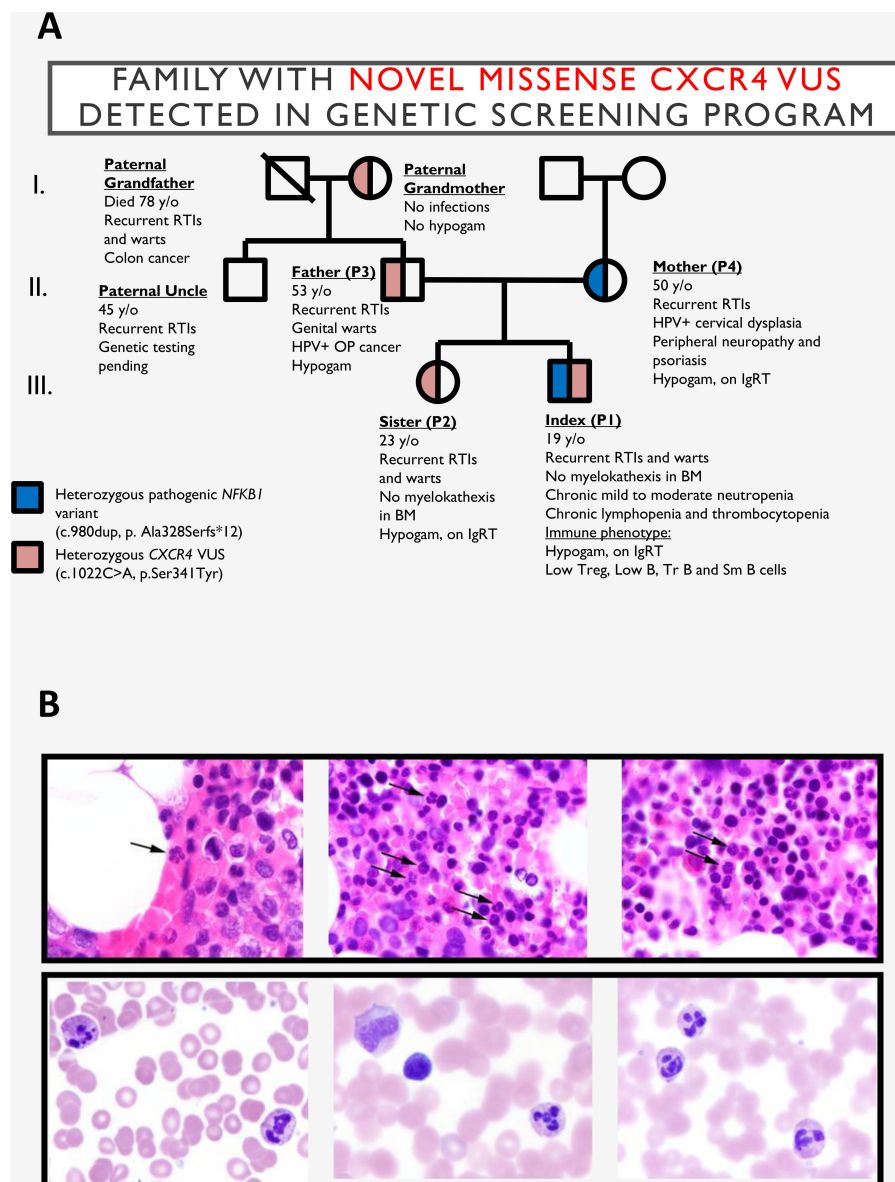 A
FAMILY WITH NOVEL MISSENSE CXCR4 VUS
DETECTED IN GENETIC SCREENING PROGRAM
I.
Paternal
Grandfather
Died 78 y/o
Recurrent RTIs
and warts
Colon cancer
Paternal
Grandmother
No infections
No hypogam
II.
Paternal Uncle
45 y/o
Recurrent RTIs
Genetic testing
pending
Father (P3)
53 y/o
Recurrent RTIs
Genital warts
HPV+ OP cancer
Hypogam
Mother (P4)
50 y/o
Recurrent RTIs
HPV+ cervical dysplasia
Peripheral neuropathy and
psoriasis
Hypogam, on IgRT
III.
Sister (P2)
23 y/o
Recurrent RTIs
and warts
No myelokathexis
in BM
Hypogam, on IgRT
Index (P1)
19 y/o
Recurrent RTIs and warts
No myelokathexis in BM
Chronic mild to moderate neutropenia
Chronic lymphopenia and thrombocytopenia
Immune phenotype:
Hypogam, on IgRT
Low Treg, Low B, Tr B and Sm B cells
Heterozygous pathogenic NFKB1
variant
(c.980dup, p. Ala328Serfs*12)
Heterozygous CXCR4 VUS
(c.1022C>A, p.Ser341Tyr)
B